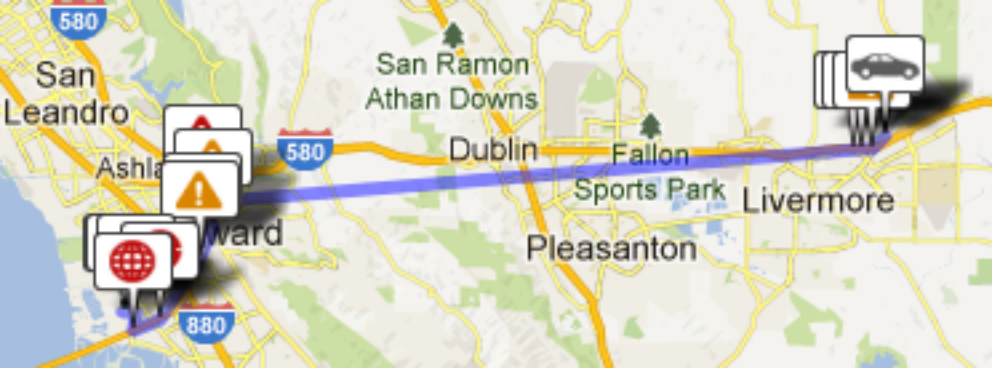 580
San
Leandro
San Ramon
Athan Downs
Ashla
580
Dublin
Fallon
Sports Park
Livermore
ward
Pleasanton
880